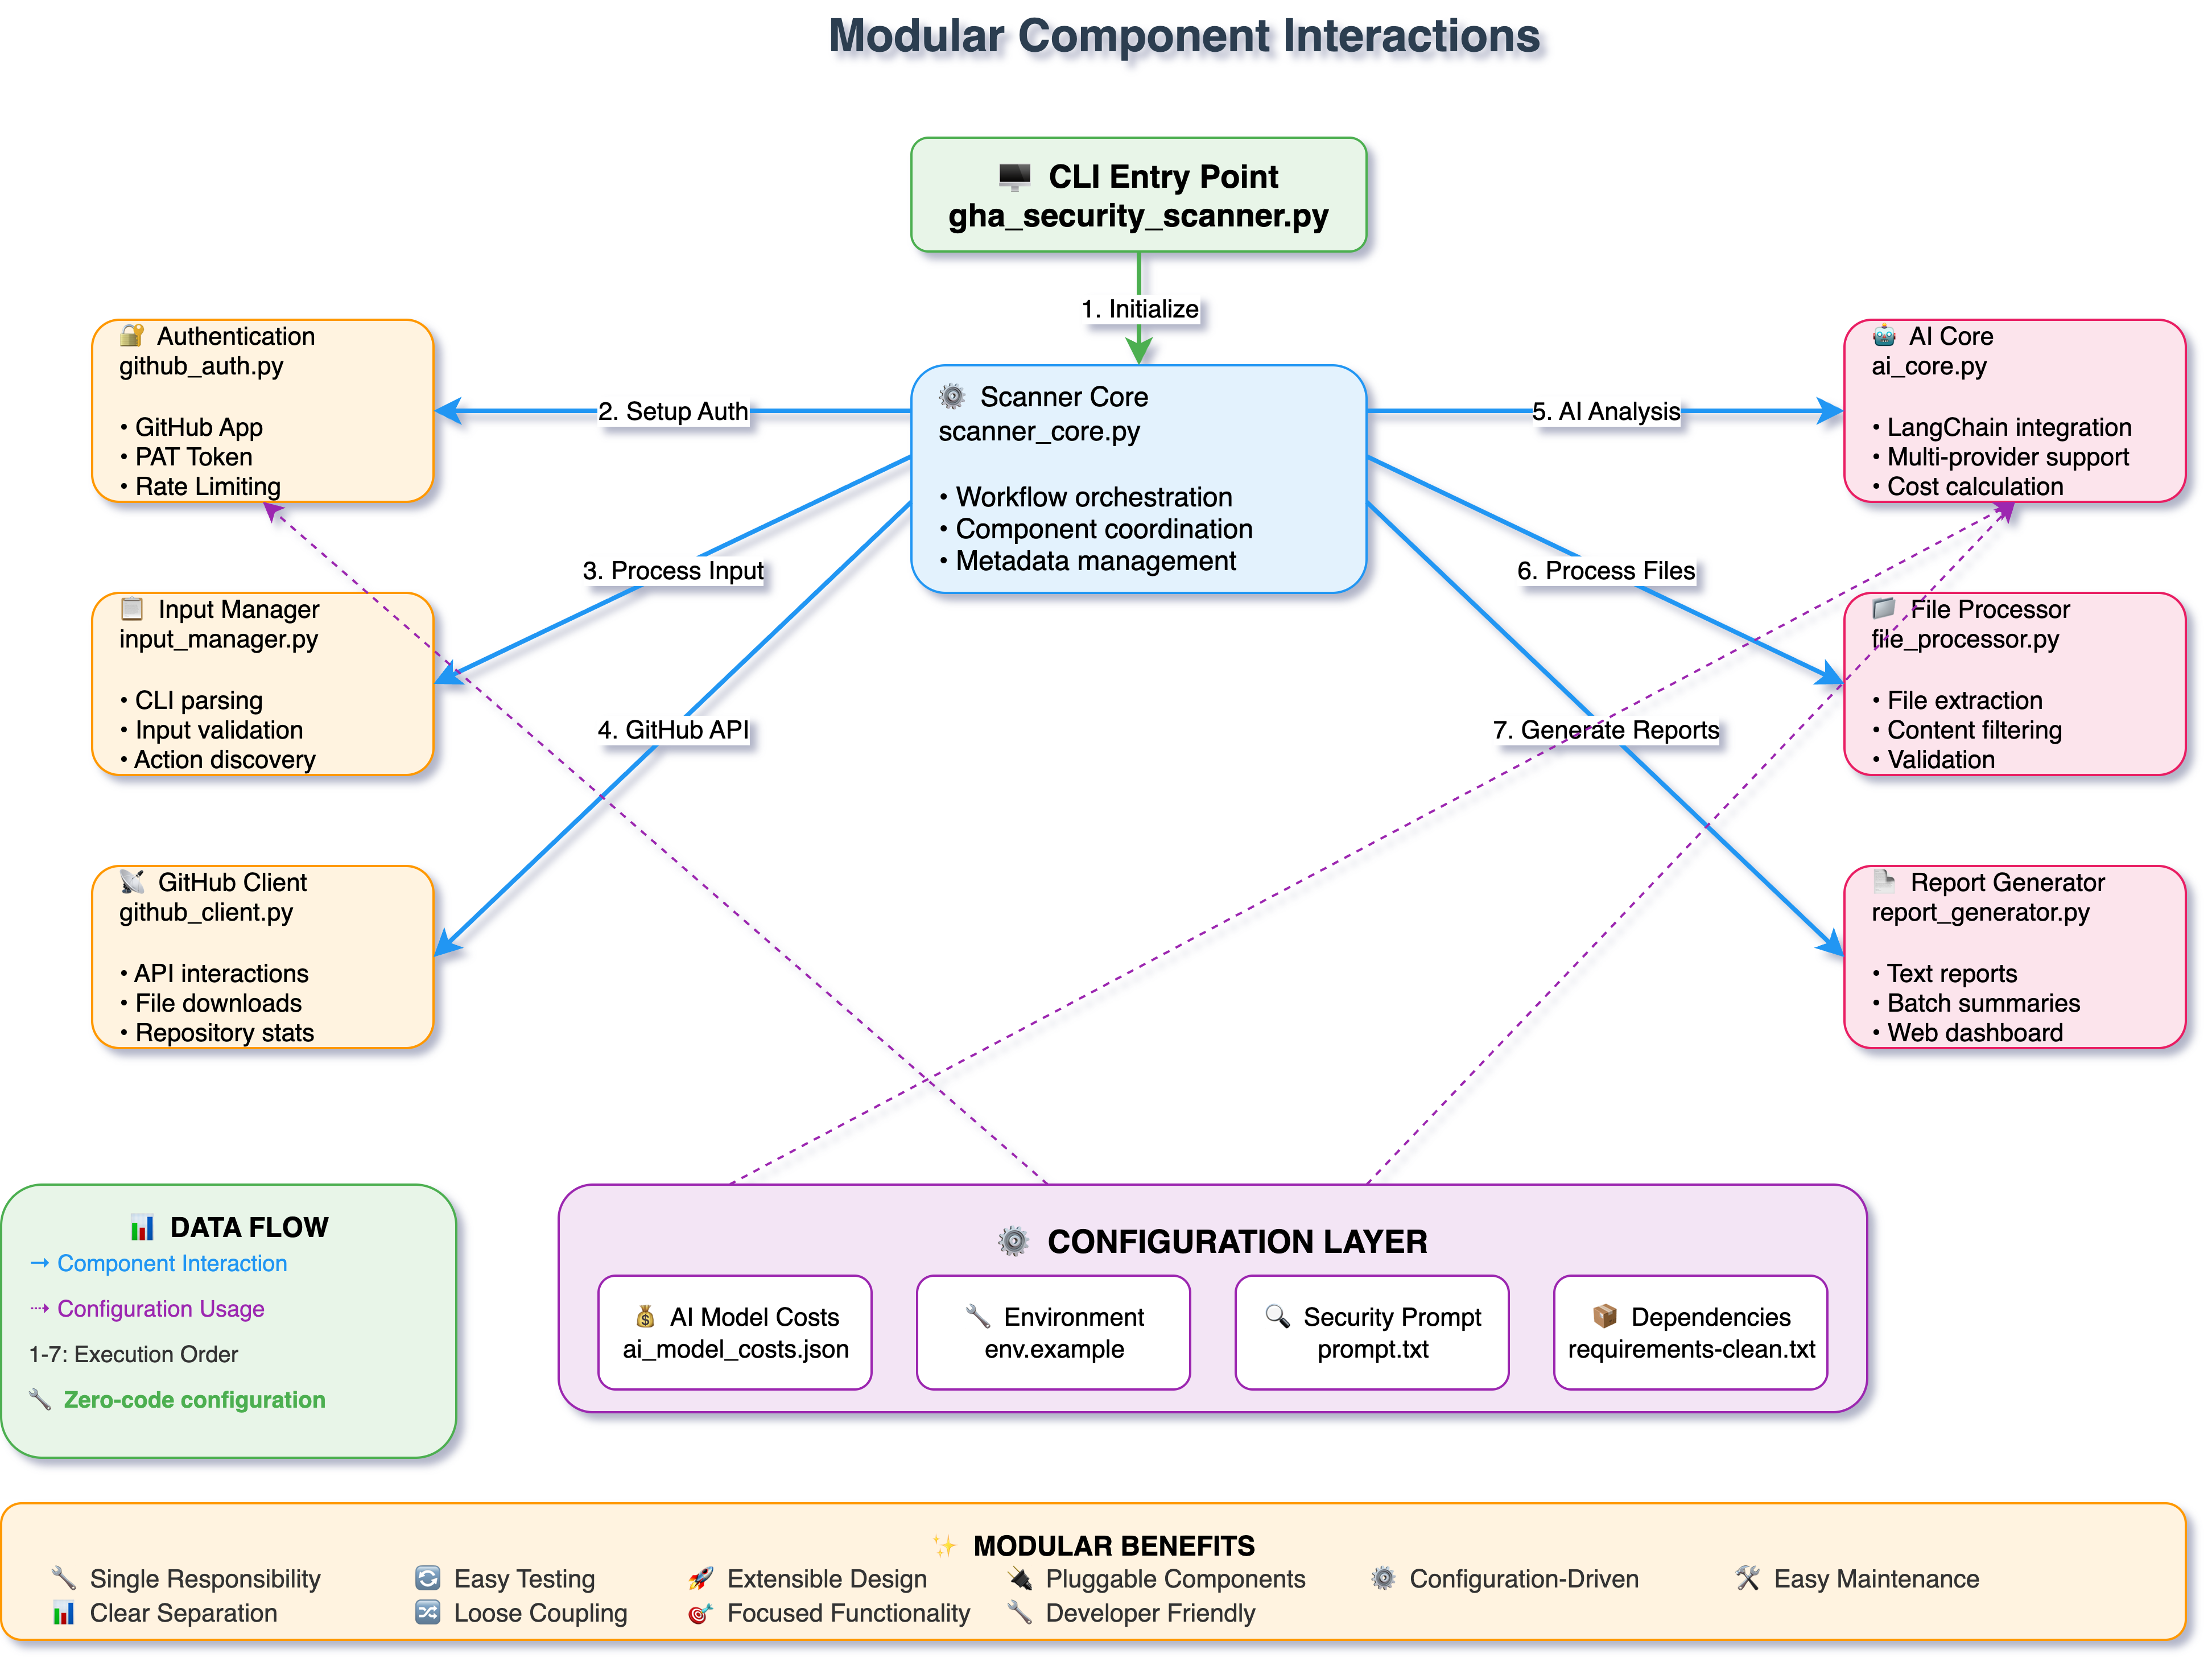 Modular Component Interactions
CLI Entry Point
gha_security_scanner.py
1. Initialize
Authentication
github_auth.py
• GitHub App
• PAT Token
• Rate Limiting
2. Setup Auth
Scanner Core
scanner_core.py
• Workflow orchestration
• Component coordination
• Metadata management
5. AI Analysis
AI Core
ai_core.py
• LangChain integration
• Multi-provider support
• Cost calculation
3. Process Input
6. Process Files
Input Manager
input_manager.py
• CLI parsing
• Input validation
• Action discovery
File Processor
file_processor.py
• File extraction
• Content filtering
• Validation
4. GitHub API
7. Generate Reports
GitHub Client
github_client.py
• API interactions
• File downloads
• Repository stats
Report Generator
report_generator.py
• Text reports
• Batch summaries
• Web dashboard
DATA FLOW
→ Component Interaction
⇢ Configuration Usage
1-7: Execution Order
Zero-code configuration
CONFIGURATION LAYER
AI Model Costs
ai_model_costs.json
Environment
env.example
Security Prompt
prompt.txt
Dependencies
requirements-clean.txt
MODULAR BENEFITS
Single Responsibility
Easy Testing
Extensible Design
Pluggable Components
Configuration-Driven
Easy Maintenance
Clear Separation
Loose Coupling
Focused Functionality
Developer Friendly